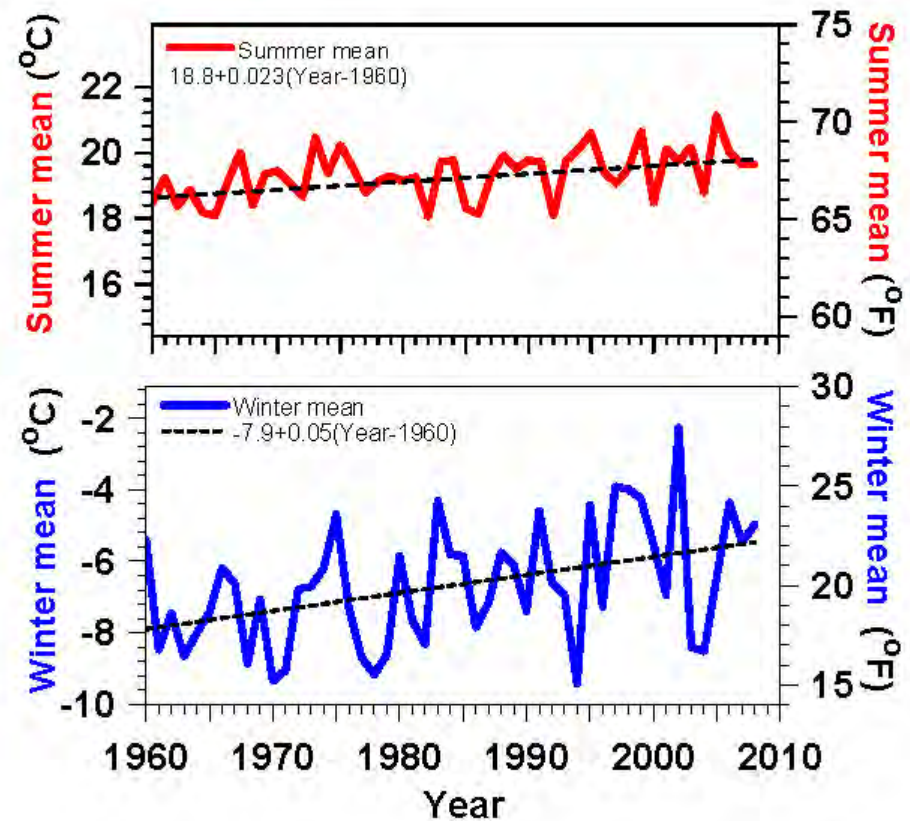 Summer mean (°C)
22
20
18
16
Summer mean
18.8+0.023(Year-1960)
75
70
65
60
Summer mean (°F)
Winter mean (°C)
-2
-4
-6
-8
-10
Winter mean
-7.9+0.05(Year-1960)
30
25
20
15
Winter mean (°F)
1960 1970 1980 1990 2000 2010
Year